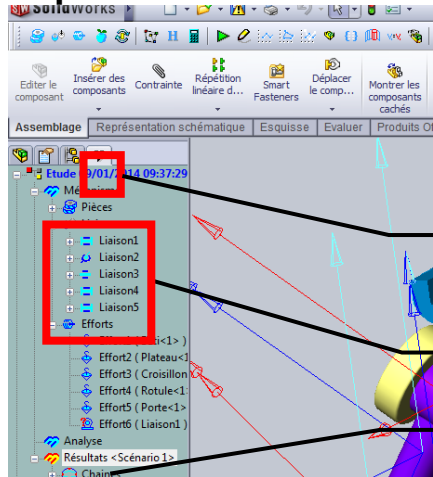 SolidWorks
Editer le composant
Insérer des composants
Contrainte
Répétition linéaire d...
Smart Fasteners
Déplacer le comp...
Montrer les composants cachés
Assemblage Représentation schématique Esquisse Evaluer Produits Of
Etude 9/01/2014 09:37:29
Pièces
Liaison1
Liaison2
Liaison3
Liaison4
Liaison5
Efforts
Effort2 ( Plateau<1
Effort3 ( Croisillon
Effort4 ( Rotule<1
Effort5 ( Porte<1>
Effort6 ( Liaison1 )
Analyse
Résultats <Scénario 1>